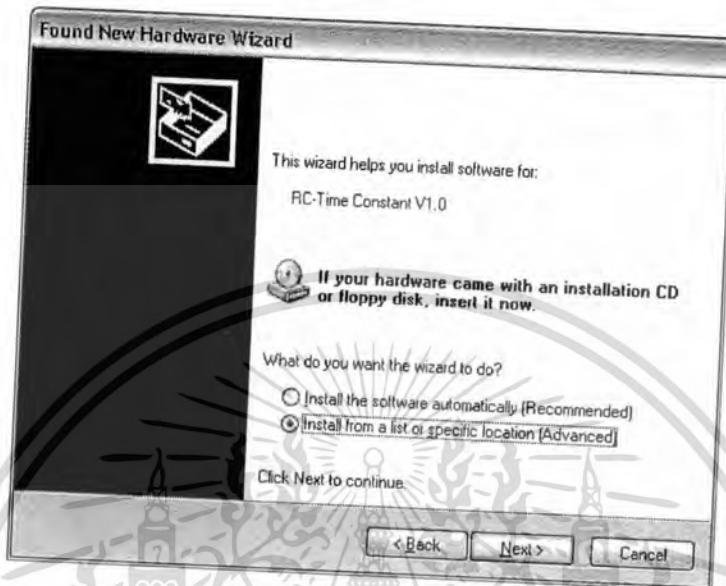 Found New Hardware Wizard
This wizard helps you install software for:
RC-Time Constant V1.0
If your hardware came with an installation CD
or floppy disk, insert it now.
What do you want the wizard to do?
Install the software automatically (Recommended)
Install from a list or specific location (Advanced)
Click Next to continue.
< Back Next > Cancel